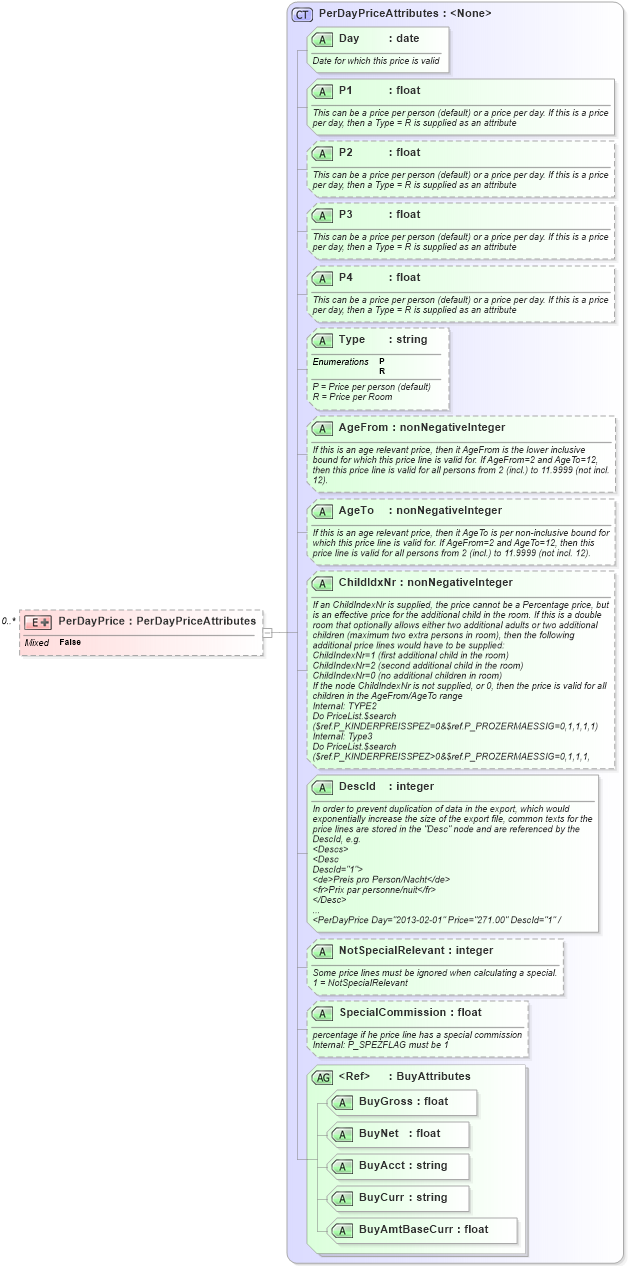 CT PerDayPriceAttributes : <None>
A Day : date
Date for which this price is valid
A P1 : float
This can be a price per person (default) or a price per day. If this is a price
per day, then a Type = R is supplied as an attribute
A P2 : float
This can be a price per person (default) or a price per day. If this is a price
per day, then a Type = R is supplied as an attribute
A P3 : float
This can be a price per person (default) or a price per day. If this is a price
per day, then a Type = R is supplied as an attribute
A P4 : float
This can be a price per person (default) or a price per day. If this is a price
per day, then a Type = R is supplied as an attribute
A Type : string
Enumerations P
R
P = Price per person (default)
R = Price per Room
A AgeFrom : nonNegativeInteger
If this is an age relevant price, then it AgeFrom is the lower inclusive
bound for which this price line is valid for. If AgeFrom=2 and AgeTo=12,
then this price line is valid for all persons from 2 (incl.) to 11.9999 (not incl.
12).
A AgeTo : nonNegativeInteger
If this is an age relevant price, then it AgeTo is per non-inclusive bound for
which this price line is valid for. If AgeFrom=2 and AgeTo=12, then this
price line is valid for all persons from 2 (incl.) to 11.9999 (not incl. 12).
A ChildIdxNr : nonNegativeInteger
If an ChildIndexNr is supplied, the price cannot be a Percentage price, but
is an effective price for the additional child in the room. If this is a double
room that optionally allows either two additional adults or two additional
children (maximum two extra persons in room), then the following
additional price lines would have to be supplied:
ChildIndexNr=1 (first additional child in the room)
ChildIndexNr=2 (second additional child in the room)
ChildIndexNr=0 (no additional children in room)
If the node ChildIndexNr is not supplied, or 0, then the price is valid for all
children in the AgeFrom/AgeTo range
Internal: TYPE2
Do PriceList.$search
($ref.P_KINDERPREISSPEZ=0&$ref.P_PROZERMAESSIG=0,1,1,1,1)
Internal: Type3
Do PriceList.$search
($ref.P_KINDERPREISSPEZ>0&$ref.P_PROZERMAESSIG=0,1,1,1,
0..* E PerDayPrice : PerDayPriceAttributes
Mixed False
A DescId : integer
In order to prevent duplication of data in the export, which would
exponentially increase the size of the export file, common texts for the
price lines are stored in the "Desc" node and are referenced by the
DescId, e.g.
<Descs>
<Desc
DescId="1">
<de>Preis pro Person/Nacht</de>
<fr>Prix par personne/nuit</fr>
</Desc>
...
<PerDayPrice Day="2013-02-01" Price="271.00" DescId="1" /
A NotSpecialRelevant : integer
Some price lines must be ignored when calculating a special.
1 = NotSpecialRelevant
A SpecialCommission : float
percentage if he price line has a special commission
Internal: P_SPEZFLAG must be 1
AG <Ref> : BuyAttributes
A BuyGross : float
A BuyNet : float
A BuyAcct : string
A BuyCurr : string
A BuyAmtBaseCurr : float